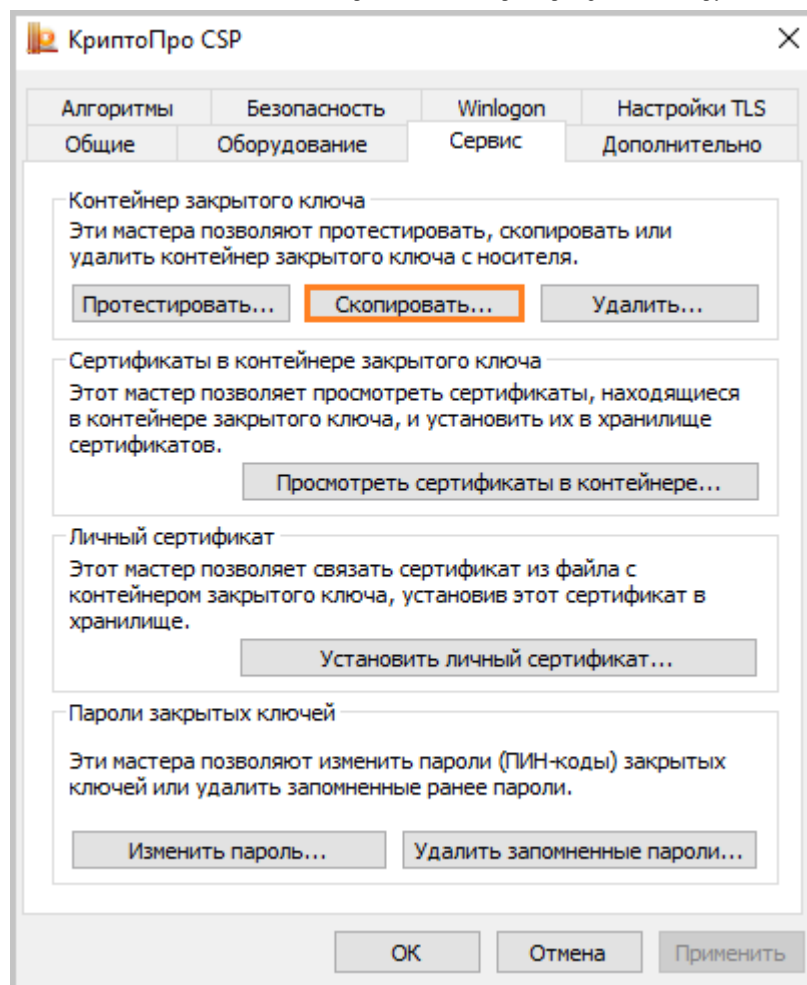 КриптоПро CSP
Алгоритмы Безопасность Winlogon Настройки TLS
Общие Оборудование Сервис Дополнительно
Контейнер закрытого ключа
Эти мастера позволяют протестировать, скопировать или
удалить контейнер закрытого ключа с носителя.
Протестировать... Скопировать... Удалить...
Сертификаты в контейнере закрытого ключа
Этот мастер позволяет просмотреть сертификаты, находящиеся
в контейнере закрытого ключа, и установить их в хранилище
сертификатов.
Просмотреть сертификаты в контейнере...
Личный сертификат
Этот мастер позволяет связать сертификат из файла с
контейнером закрытого ключа, установив этот сертификат в
хранилище.
Установить личный сертификат...
Пароли закрытых ключей
Эти мастера позволяют изменить пароли (ПИН-коды) закрытых
ключей или удалить запомненные ранее пароли.
Изменить пароль... Удалить запомненные пароли...
ОК Отмена Применить